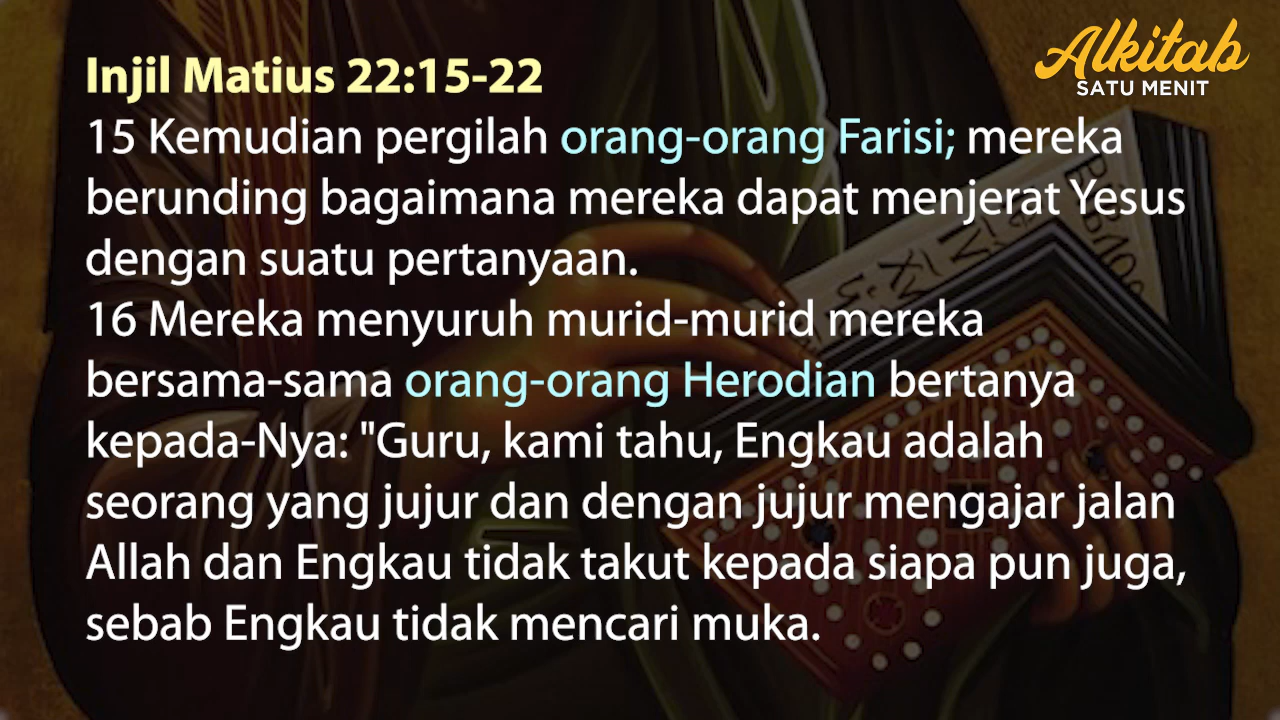 Alkitab
SATU MENIT
Injil Matius 22:15-22
15 Kemudian pergilah orang-orang Farisi; mereka
berunding bagaimana mereka dapat menjerat Yesus
dengan suatu pertanyaan.
16 Mereka menyuruh murid-murid mereka
bersama-sama orang-orang Herodian bertanya
kepada-Nya: "Guru, kami tahu, Engkau adalah
seorang yang jujur dan dengan jujur mengajar jalan
Allah dan Engkau tidak takut kepada siapa pun juga,
sebab Engkau tidak mencari muka.